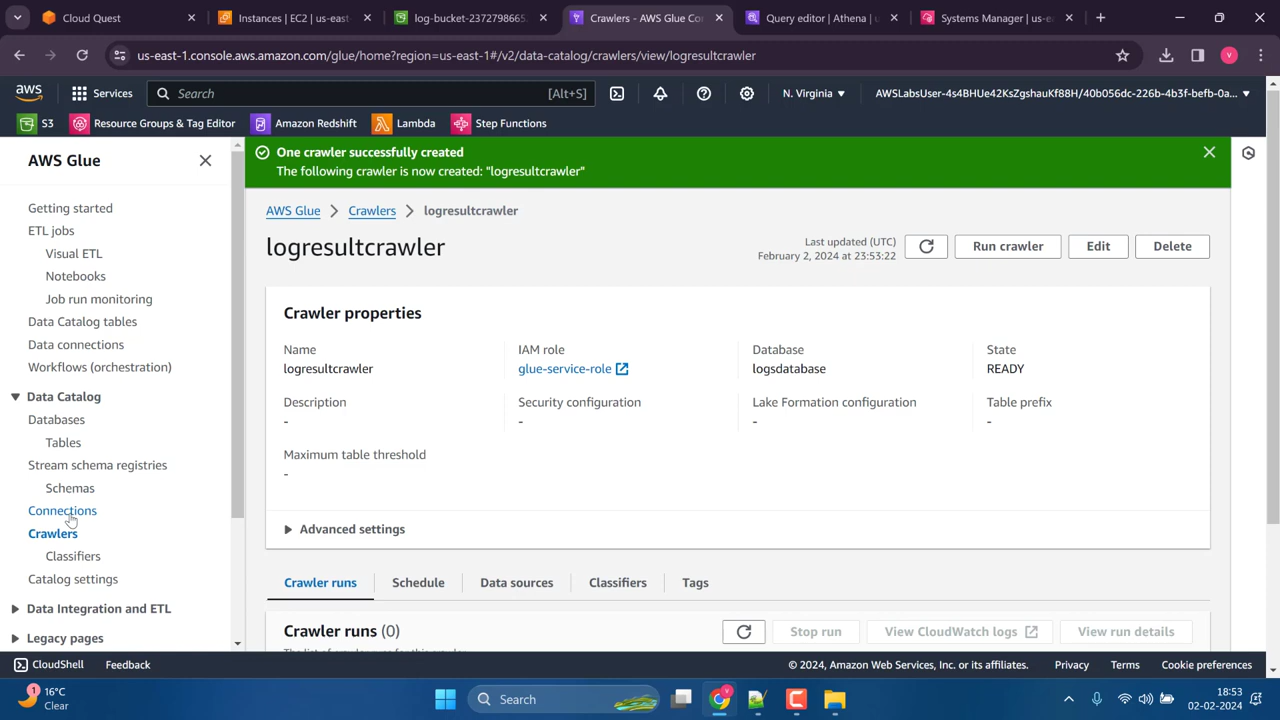 Cloud Quest
Instances | EC2 | us-east-
log-bucket-2372798665.
Crawlers - AWS Glue Co
Query editor | Athena | u
Systems Manager | us-e
us-east-1.console.aws.amazon.com/glue/home?region=us-east-1#/v2/data-catalog/crawlers/view/logresultcrawler
aws
Services
Search
[Alt+S]
N. Virginia
AWSLabsUser-4s4BHUe42KsZgshauKf88H/40b056dc-226b-4b3f-befb-0a...
S3
Resource Groups & Tag Editor
Amazon Redshift
Lambda
Step Functions
AWS Glue
Getting started
ETL jobs
Visual ETL
Notebooks
Job run monitoring
Data Catalog tables
Data connections
Workflows (orchestration)
Data Catalog
Databases
Tables
Stream schema registries
Schemas
Connections
Crawlers
Classifiers
Catalog settings
Data Integration and ETL
Legacy pages
One crawler successfully created
The following crawler is now created: "logresultcrawler"
AWS Glue
Crawlers
logresultcrawler
logresultcrawler
Last updated (UTC)
February 2, 2024 at 23:53:22
Run crawler
Edit
Delete
Crawler properties
Name
logresultcrawler
IAM role
glue-service-role
Database
logsdatabase
State
READY
Description
-
Security configuration
-
Lake Formation configuration
-
Table prefix
-
Maximum table threshold
-
Advanced settings
Crawler runs
Schedule
Data sources
Classifiers
Tags
Crawler runs (0)
Stop run
View CloudWatch logs
View run details
CloudShell
Feedback
© 2024, Amazon Web Services, Inc. or its affiliates.
Privacy
Terms
Cookie preferences
1
16°C
Clear
Search
18:53
02-02-2024